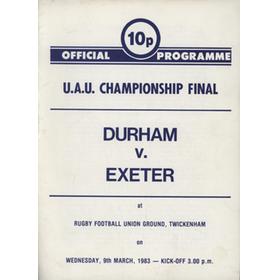 10p
OFFICIAL PROGRAMME
U.A.U. CHAMPIONSHIP FINAL
DURHAM
v.
EXETER
at
RUGBY FOOTBALL UNION GROUND, TWICKENHAM
on
WEDNESDAY, 9th MARCH, 1983 — KICK-OFF 3.00 p.m.